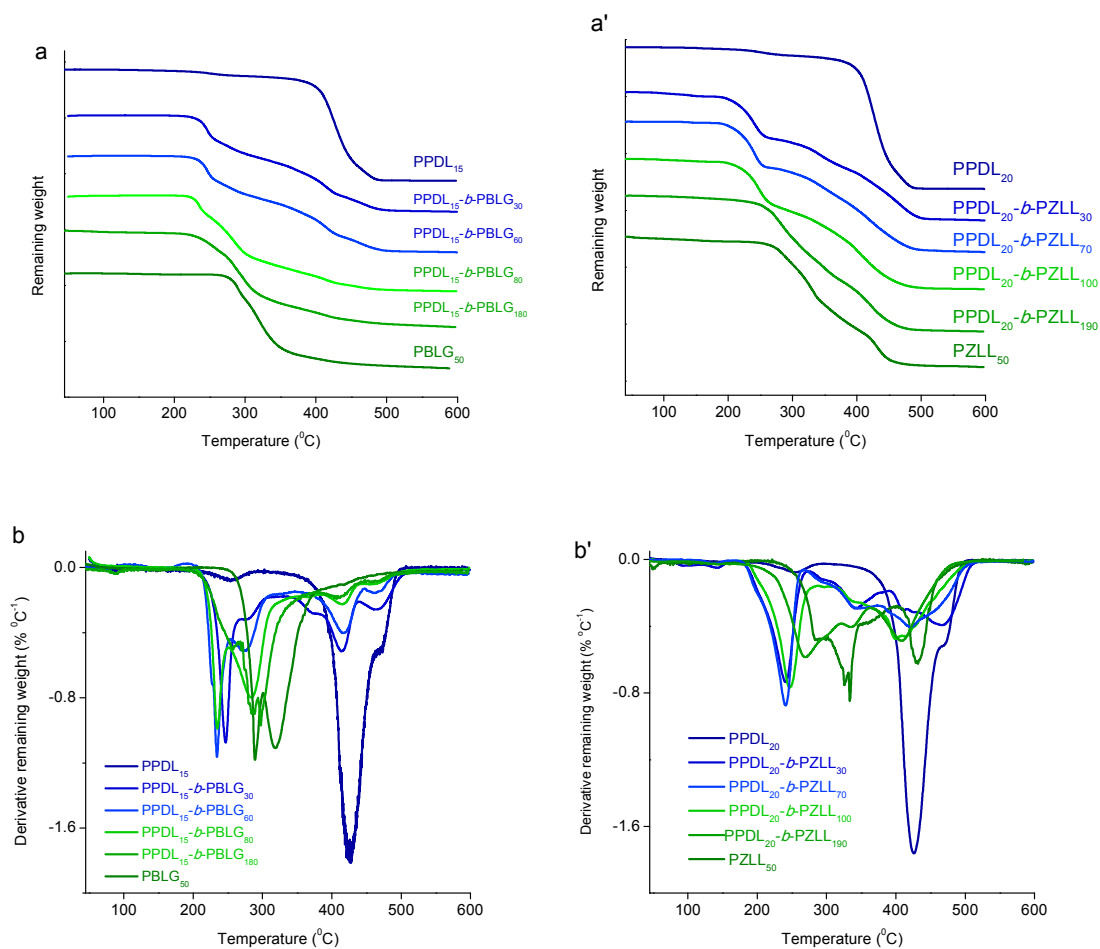 a
Remaining weight
PPDL15
PPDL15-b-PBLG30
PPDL15-b-PBLG60
PPDL15-b-PBLG80
PPDL15-b-PBLG180
PBLG50
100 200 300 400 500 600
Temperature (0C)
a'
Remaining weight
PPDL20
PPDL20-b-PZLL30
PPDL20-b-PZLL70
PPDL20-b-PZLL100
PPDL20-b-PZLL190
PZLL50
100 200 300 400 500 600
Temperature (0C)
b
Derivative remaining weight (% 0C-1)
0.0
-0.8
-1.6
PPDL15
PPDL15-b-PBLG30
PPDL15-b-PBLG60
PPDL15-b-PBLG80
PPDL15-b-PBLG180
PBLG50
100 200 300 400 500 600
Temperature (0C)
b'
Derivative remaining weight (% 0C-1)
0.0
-0.8
-1.6
PPDL20
PPDL20-b-PZLL30
PPDL20-b-PZLL70
PPDL20-b-PZLL100
PPDL20-b-PZLL190
PZLL50
100 200 300 400 500 600
Temperature (0C)